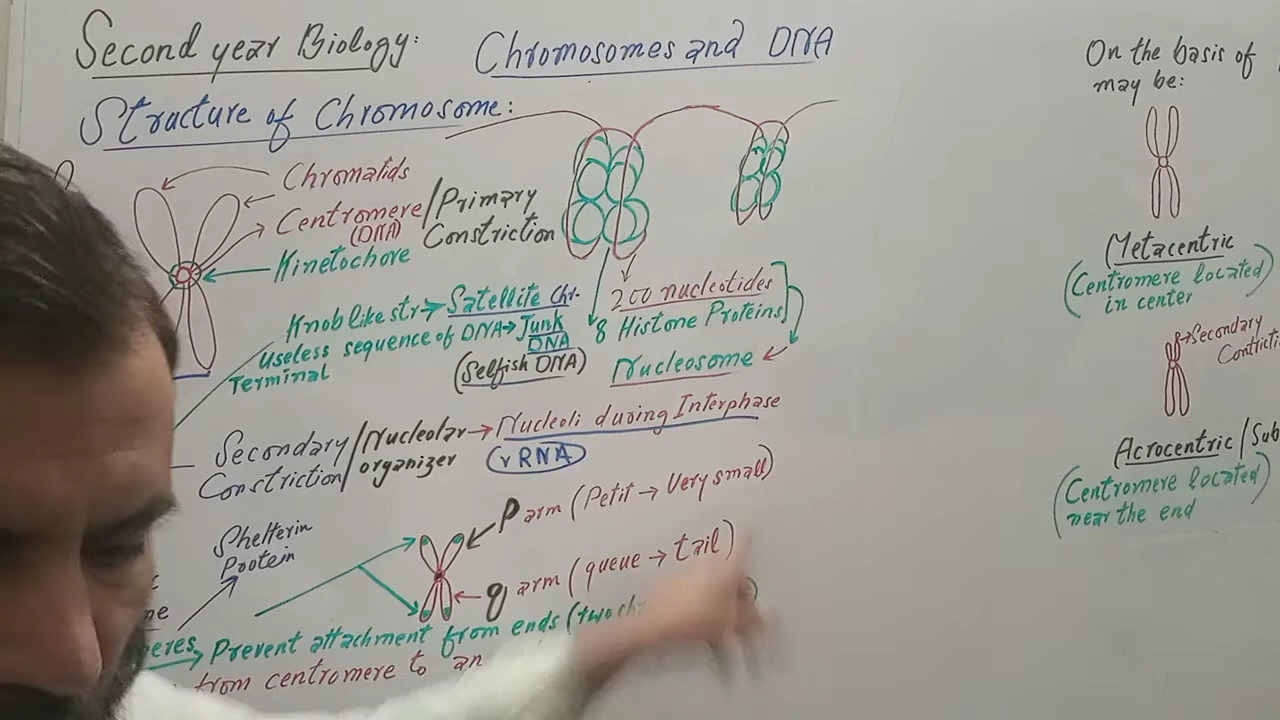 Second year Biology: Chromosomes and DNA
Structure of Chromosome:
Chromatids
Centromere / Primary
(DNA) Constriction
Kinetochore
Knob like str → Satellite Chr.
Useless sequence of DNA → Junk
DNA
Terminal
(Selfish DNA)
200 nucleotides
8 Histone Proteins
Nucleosome
Secondary / Nucleolar → Nucleoli during Interphase
Constriction / organizer (rRNA)
Shelterin
Protein
P arm (Petit → Very small)
q arm (queue → tail)
Prevent attachment from ends (two
from centromere to an
On the basis of
may be:
Metacentric
(Centromere located)
in center
Secondary
Acrocentric / Sub
(Centromere located)
near the end